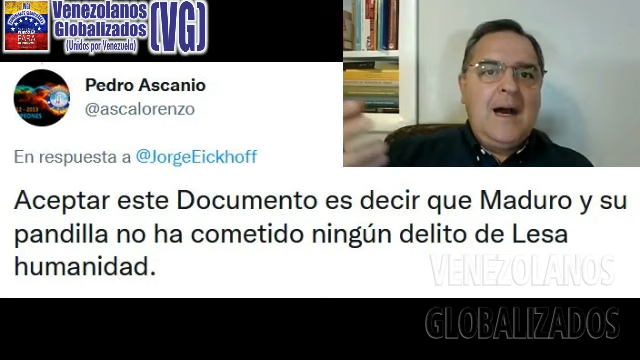 Venezolanos
Globalizados
(Unidos por Venezuela)
(VG)
Pedro Ascanio
@ascalorenzo
En respuesta a @JorgeEickhoff
Aceptar este Documento es decir que Maduro y su
pandilla no ha cometido ningún delito de Lesa
humanidad.
VENEZOLANOS
GLOBALIZADOS